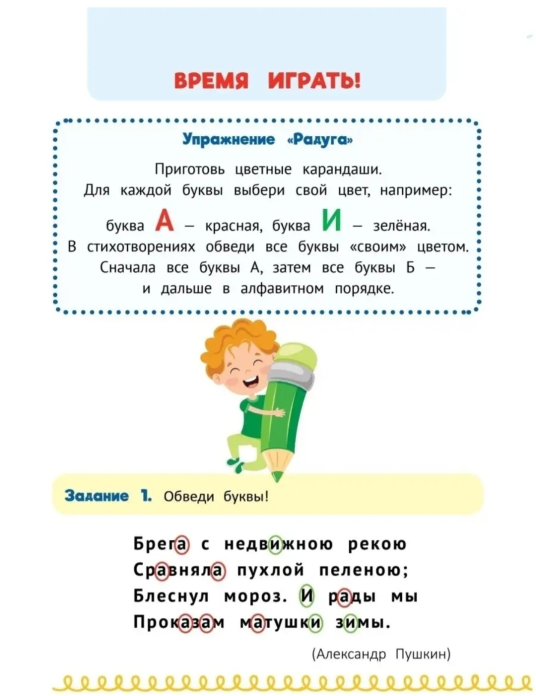 ВРЕМЯ ИГРАТЬ!
Упражнение «Радуга»
Приготовь цветные карандаши.
Для каждой буквы выбери свой цвет, например:
буква А — красная, буква И — зелёная.
В стихотворениях обведи все буквы «своим» цветом.
Сначала все буквы А, затем все буквы Б —
и дальше в алфавитном порядке.
Задание 1. Обведи буквы!
Брега с недвижною рекою
Сравняла пухлой пеленою;
Блеснул мороз. И рады мы
Проказам матушки зимы.
(Александр Пушкин)